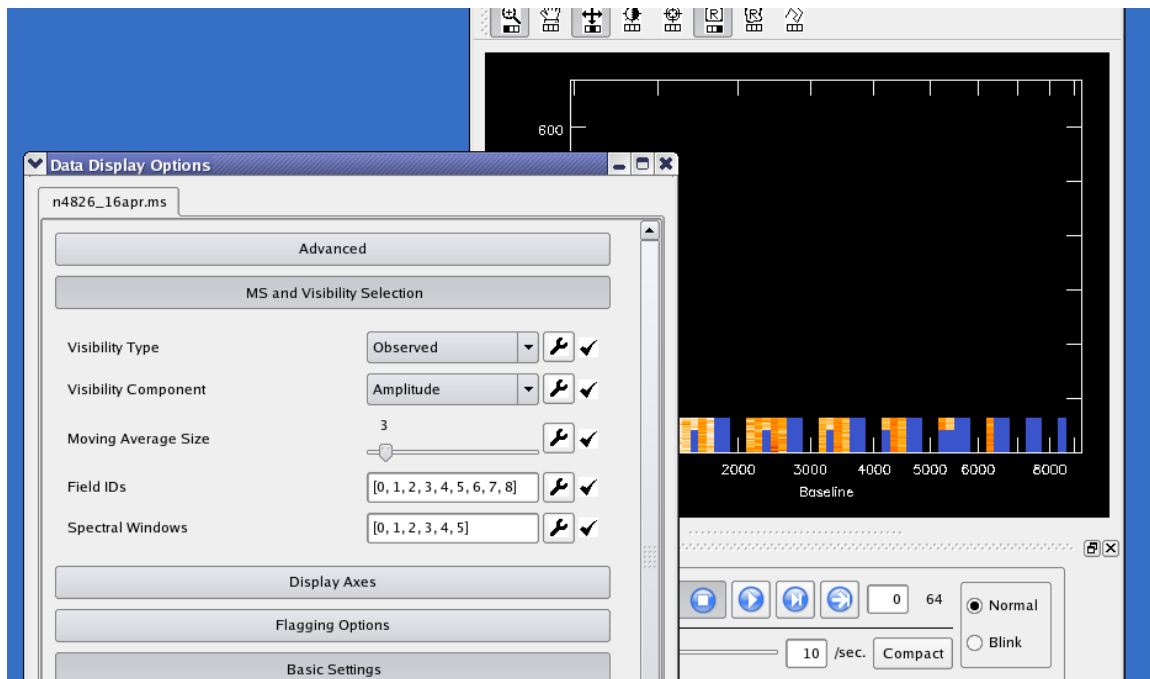 600
Data Display Options
n4826_16apr.ms
Advanced
MS and Visibility Selection
Visibility Type
Observed
Visibility Component
Amplitude
Moving Average Size
3
Field IDs
[0, 1, 2, 3, 4, 5, 6, 7, 8]
Spectral Windows
[0, 1, 2, 3, 4, 5]
Display Axes
Flagging Options
Basic Settings
2000 3000 4000 5000 6000 8000
Baseline
0 64
Normal
Blink
10 /sec. Compact